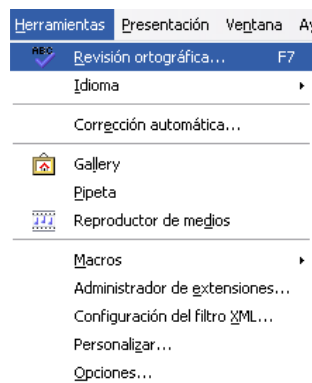 Herramientas Presentación Ventana Ay
ABC Revisión ortográfica... F7
Idioma
Corrección automática...
Gallery
Pipeta
Reproductor de medios
Macros
Administrador de extensiones...
Configuración del filtro XML...
Personalizar...
Opciones...